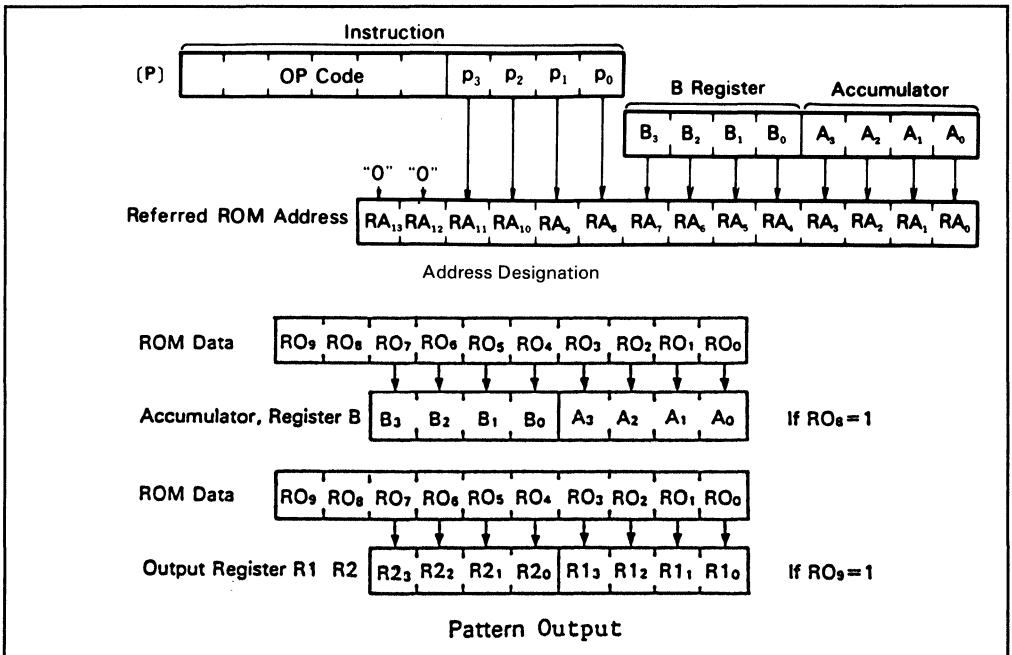 Instruction
[P] OP Code p₃ p₂ p₁ p₀
B Register Accumulator
B₃ B₂ B₁ B₀ A₃ A₂ A₁ A₀
"0" "0"
Referred ROM Address RA₁₃ RA₁₂ RA₁₁ RA₁₀ RA₉ RA₈ RA₇ RA₆ RA₅ RA₄ RA₃ RA₂ RA₁ RA₀
Address Designation
ROM Data RO₉ RO₈ RO₇ RO₆ RO₅ RO₄ RO₃ RO₂ RO₁ RO₀
Accumulator, Register B B₃ B₂ B₁ B₀ A₃ A₂ A₁ A₀ If RO₈=1
ROM Data RO₉ RO₈ RO₇ RO₆ RO₅ RO₄ RO₃ RO₂ RO₁ RO₀
Output Register R1 R2 R2₃ R2₂ R2₁ R2₀ R1₃ R1₂ R1₁ R1₀ If RO₉=1
Pattern Output